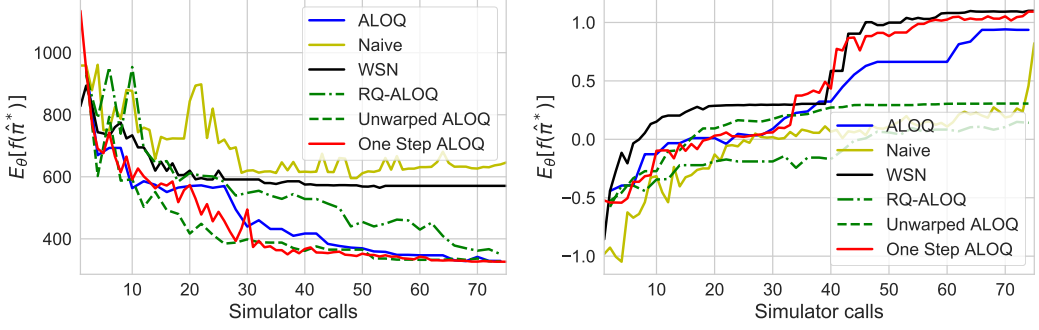 1000
800
600
400
E_θ[f(π̂*)]
10 20 30 40 50 60 70
Simulator calls
ALOQ
Naive
WSN
RQ-ALOQ
Unwarped ALOQ
One Step ALOQ
1.0
0.5
0.0
−0.5
−1.0
E_θ[f(π̂*)]
10 20 30 40 50 60 70
Simulator calls
ALOQ
Naive
WSN
RQ-ALOQ
Unwarped ALOQ
One Step ALOQ